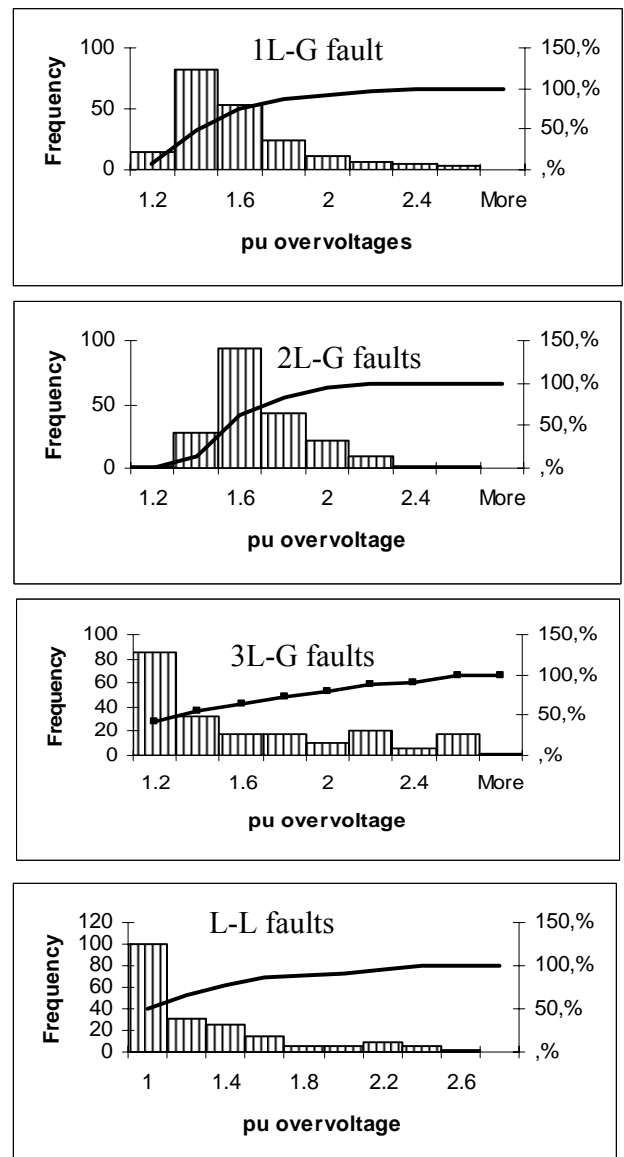 1L-G fault
Frequency
100
50
0
150,%
100,%
50,%
,%
1.2 1.6 2 2.4 More
pu overvoltages
2L-G faults
Frequency
100
50
0
150,%
100,%
50,%
,%
1.2 1.6 2 2.4 More
pu overvoltage
3L-G faults
Frequency
100
80
60
40
20
0
150,%
100,%
50,%
,%
1.2 1.6 2 2.4 More
pu overvoltage
L-L faults
Frequency
120
100
80
60
40
20
0
150,%
100,%
50,%
,%
1 1.4 1.8 2.2 2.6
pu overvoltage